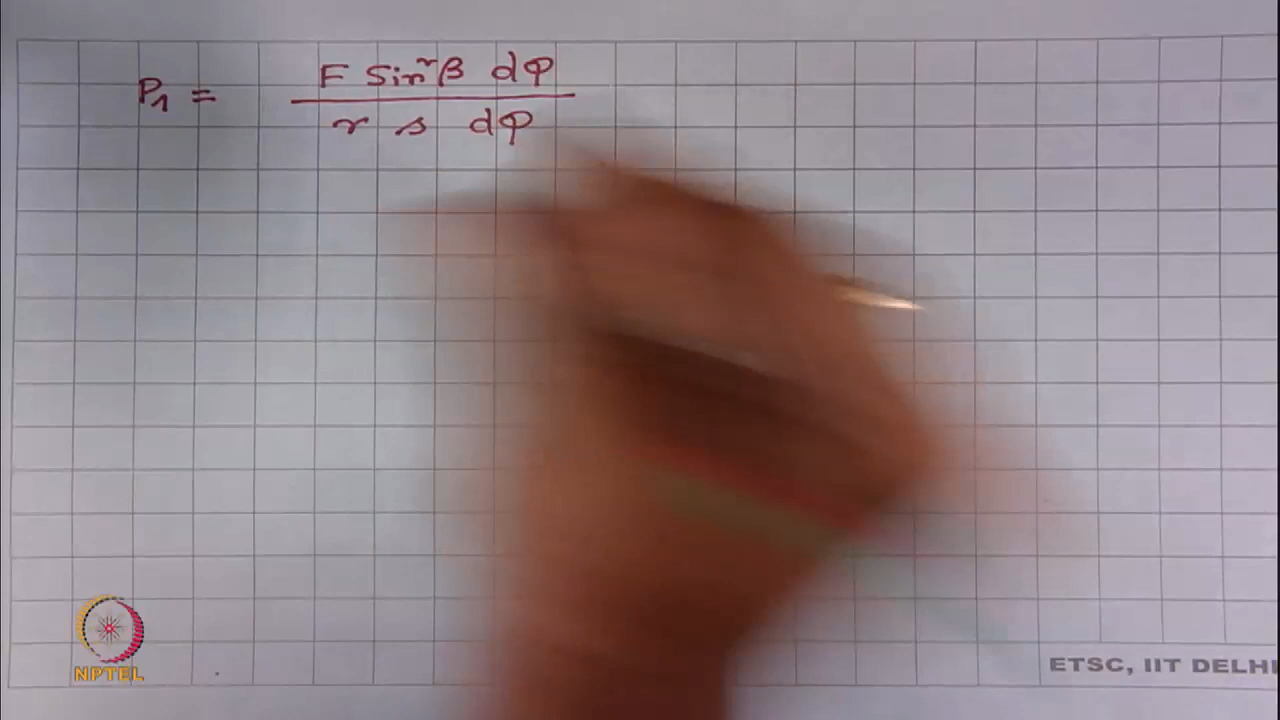 P₁ = F Sin²β dφ / r s dφ
NPTEL
ETSC, IIT DELHI